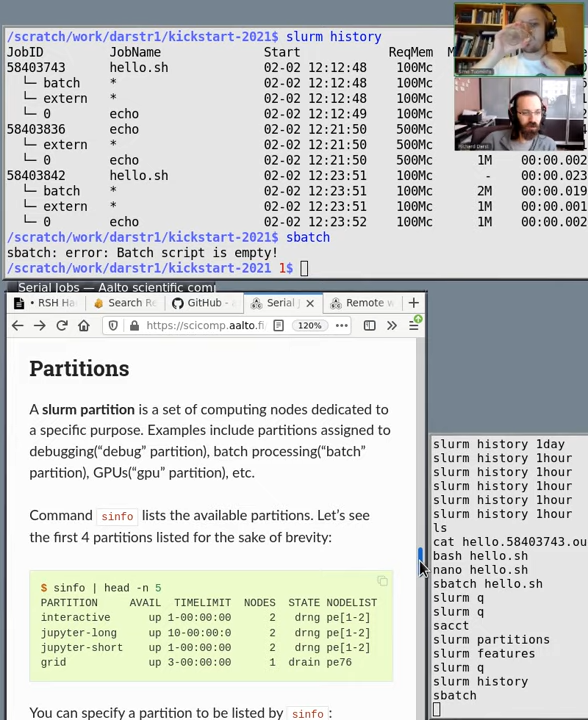 /scratch/work/darstr1/kickstart-2021$ slurm history
JobID JobName Start ReqMem M
58403743 hello.sh 02-02 12:12:48 100Mc
└─ batch * 02-02 12:12:48 100Mc
└─ extern * 02-02 12:12:48 100Mc
└─ 0 echo 02-02 12:12:49 100Mc
58403836 echo 02-02 12:21:50 500Mc
└─ extern * 02-02 12:21:50 500Mc
└─ 0 echo 02-02 12:21:50 500Mc 1M 00:00.002
58403842 hello.sh 02-02 12:23:51 100Mc - 00:00.023
└─ batch * 02-02 12:23:51 100Mc 2M 00:00.019
└─ extern * 02-02 12:23:51 100Mc 1M 00:00.001
└─ 0 echo 02-02 12:23:52 100Mc 1M 00:00.002
/scratch/work/darstr1/kickstart-2021$ sbatch
sbatch: error: Batch script is empty!
/scratch/work/darstr1/kickstart-2021 1$
Serial Jobs — Aalto scientific com
• RSH Ha Search Re GitHub - a Serial J × Remote w +
https://scicomp.aalto.fi 120% •••
Partitions
A slurm partition is a set of computing nodes dedicated to
a specific purpose. Examples include partitions assigned to
debugging(“debug” partition), batch processing(“batch”
partition), GPUs(“gpu” partition), etc.
Command sinfo lists the available partitions. Let’s see
the first 4 partitions listed for the sake of brevity:
$ sinfo | head -n 5
PARTITION AVAIL TIMELIMIT NODES STATE NODELIST
interactive up 1-00:00:00 2 drng pe[1-2]
jupyter-long up 10-00:00:0 2 drng pe[1-2]
jupyter-short up 1-00:00:00 2 drng pe[1-2]
grid up 3-00:00:00 1 drain pe76
You can specify a partition to be listed by sinfo :
slurm history 1day
slurm history 1hour
slurm history 1hour
slurm history 1hour
slurm history 1hour
slurm history 1hour
ls
cat hello.58403743.ou
bash hello.sh
nano hello.sh
sbatch hello.sh
slurm q
slurm q
sacct
slurm partitions
slurm features
slurm q
slurm history
sbatch